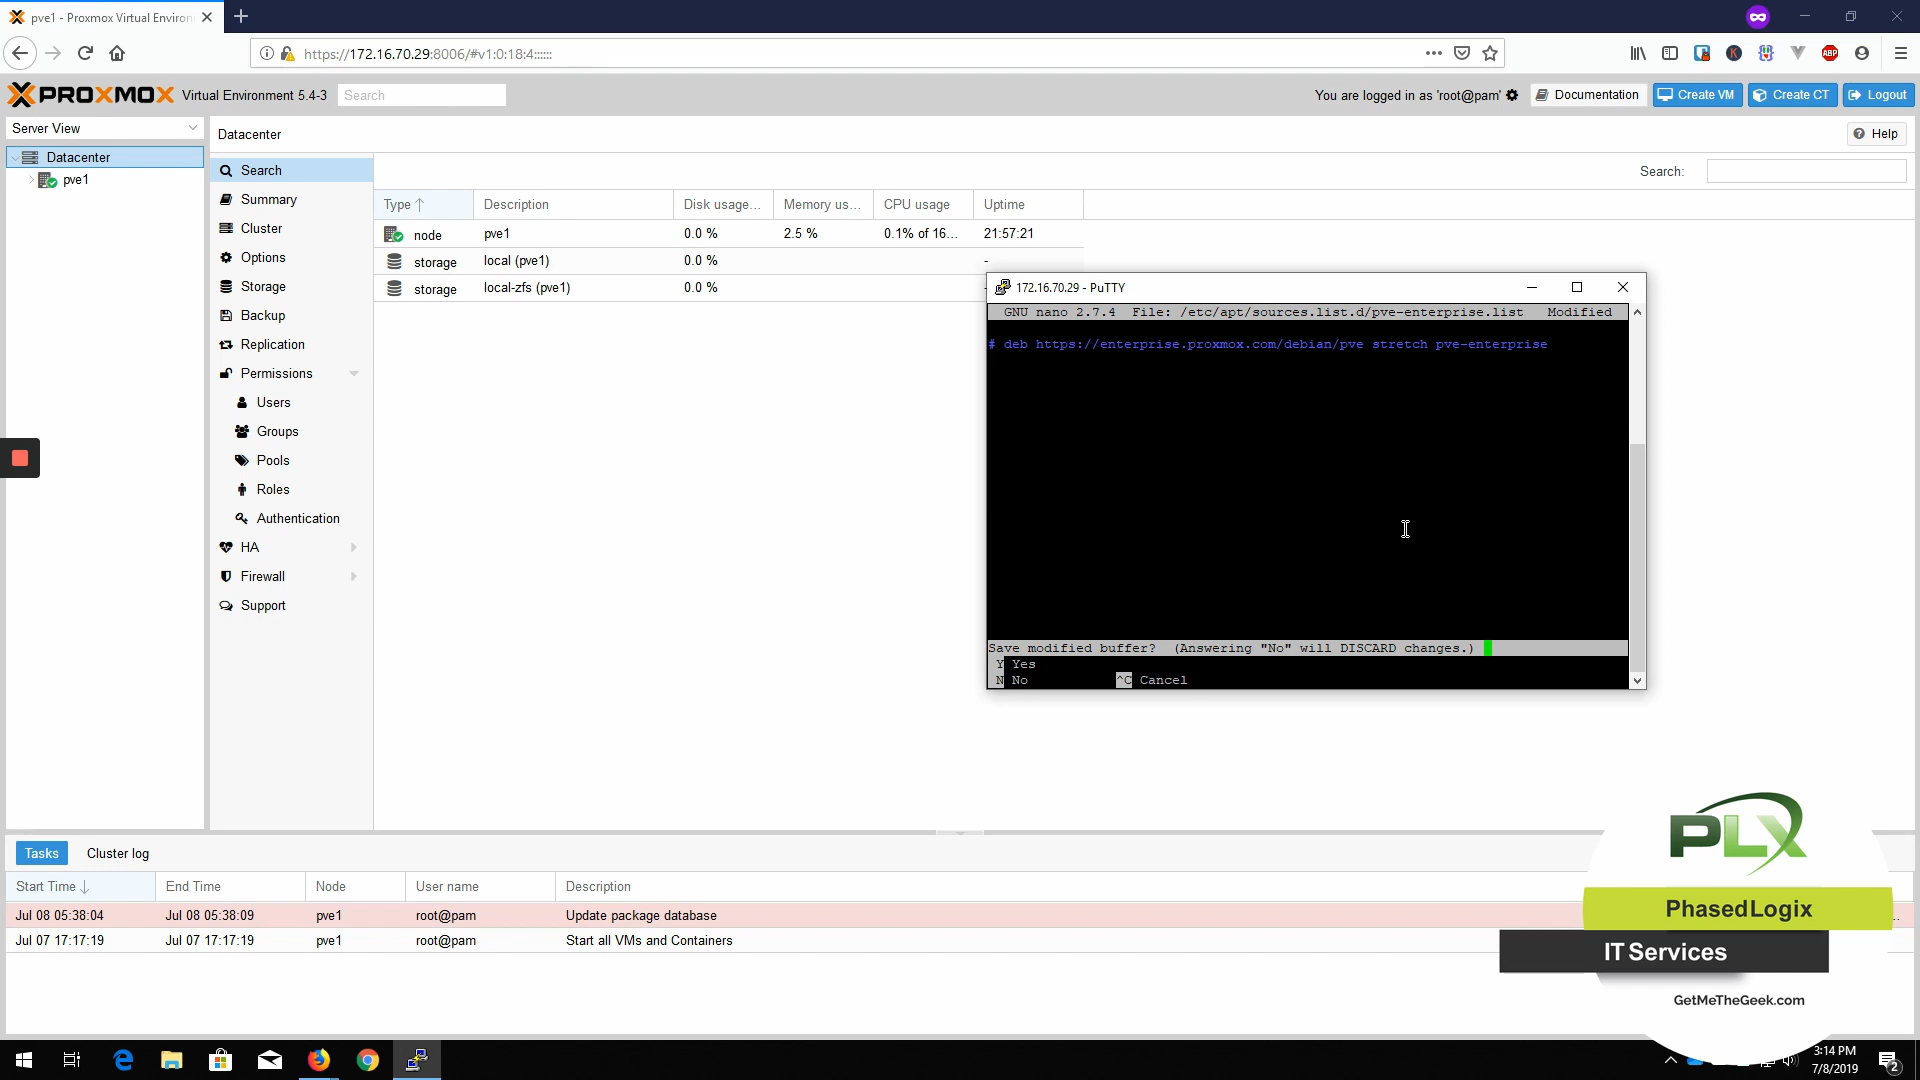 pve1 - Proxmox Virtual Environ
https://172.16.70.29:8006/#v1:0:18:4::::::
PROXMOX Virtual Environment 5.4-3 Search
You are logged in as 'root@pam' Documentation Create VM Create CT Logout
Server View
Datacenter
pve1
Datacenter
Help
Search
Summary
Cluster
Options
Storage
Backup
Replication
Permissions
Users
Groups
Pools
Roles
Authentication
HA
Firewall
Support
Search:
Type Description Disk usage... Memory us... CPU usage Uptime
node pve1 0.0 % 2.5 % 0.1% of 16... 21:57:21
storage local (pve1) 0.0 % -
storage local-zfs (pve1) 0.0 % -
172.16.70.29 - PuTTY
GNU nano 2.7.4 File: /etc/apt/sources.list.d/pve-enterprise.list Modified
# deb https://enterprise.proxmox.com/debian/pve stretch pve-enterprise
Save modified buffer? (Answering "No" will DISCARD changes.)
Y Yes
N No ^C Cancel
Tasks Cluster log
Start Time End Time Node User name Description
Jul 08 05:38:04 Jul 08 05:38:09 pve1 root@pam Update package database
Jul 07 17:17:19 Jul 07 17:17:19 pve1 root@pam Start all VMs and Containers
PLX
PhasedLogix
IT Services
GetMeTheGeek.com
3:14 PM
7/8/2019
2